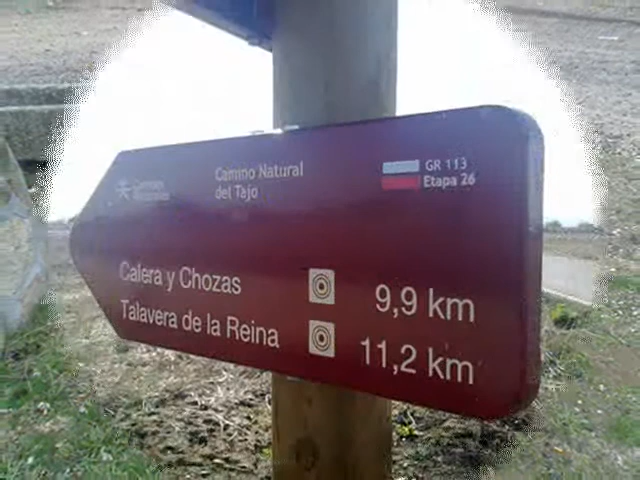 Camino Natural
del Tajo
GR 113
Etapa 26
Calera y Chozas 9,9 km
Talavera de la Reina 11,2 km